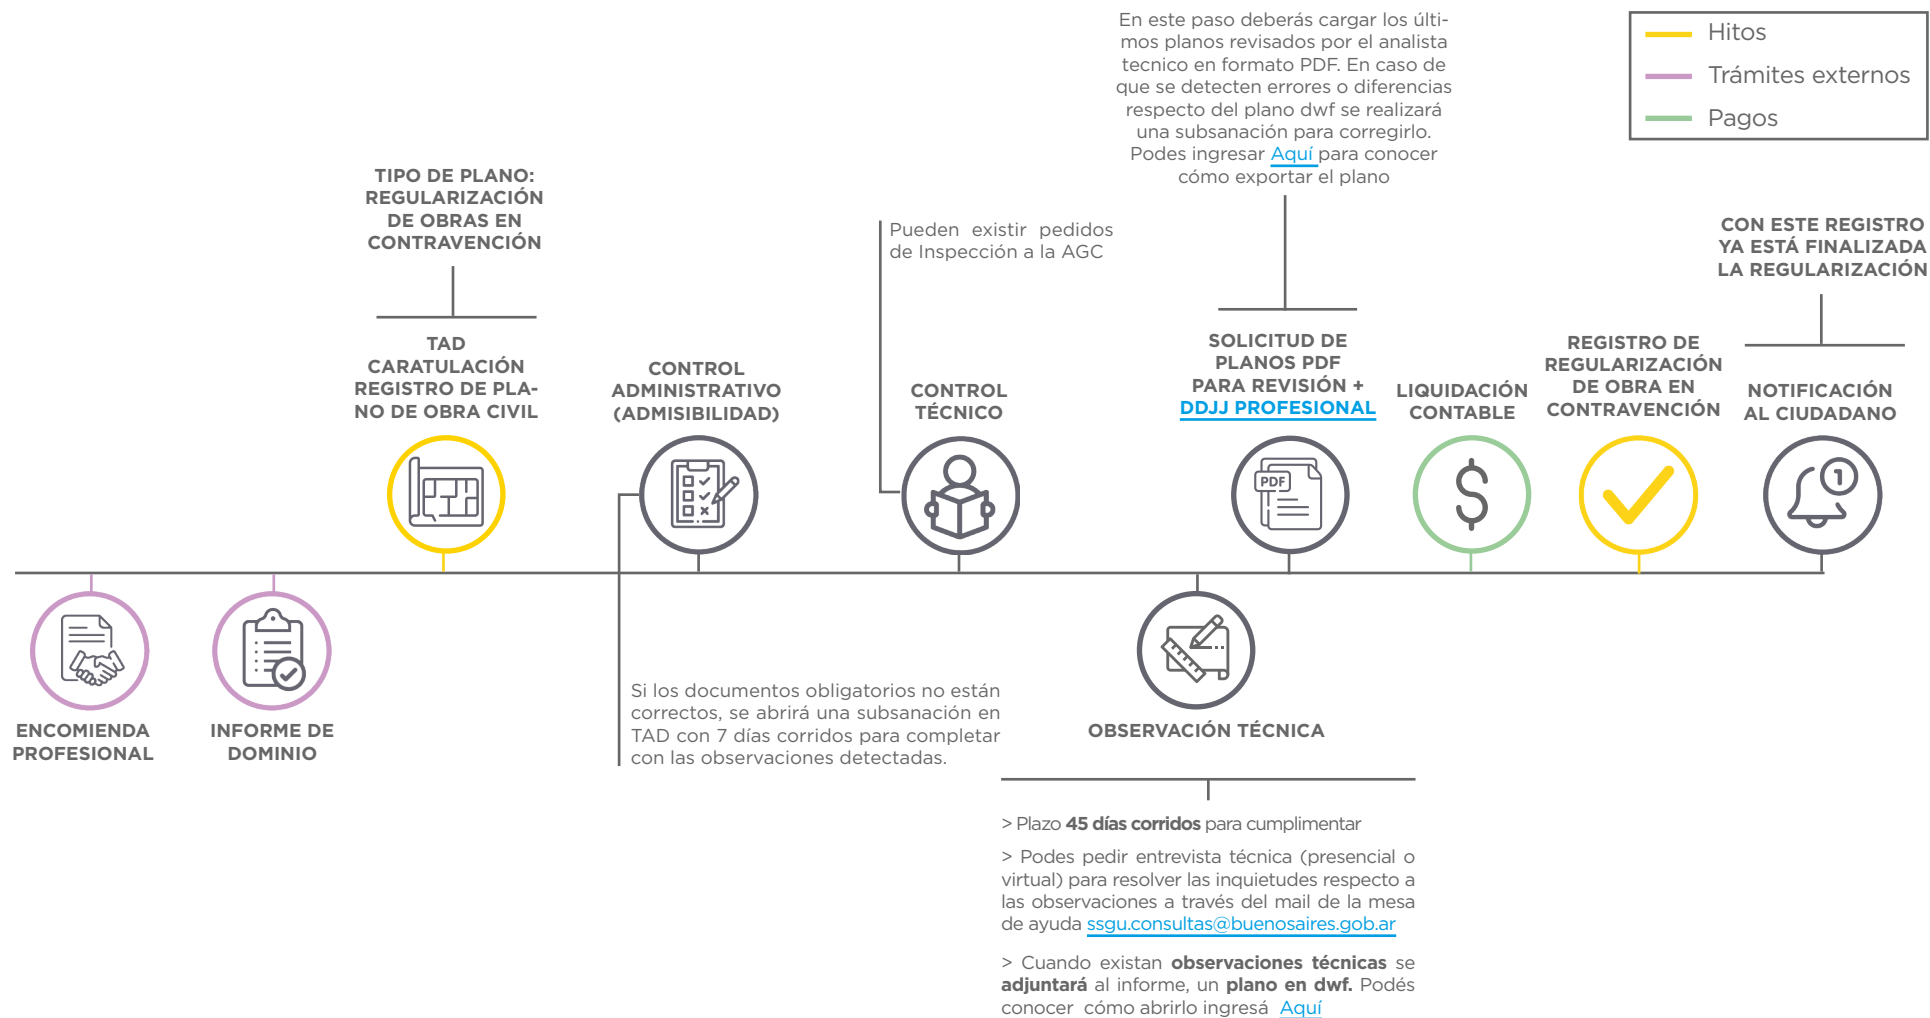 En este paso deberás cargar los últi-
mos planos revisados por el analista
tecnico en formato PDF. En caso de
que se detecten errores o diferencias
respecto del plano dwf se realizará
una subsanación para corregirlo.
Podes ingresar Aquí para conocer
cómo exportar el plano
Hitos
Trámites externos
Pagos
TIPO DE PLANO:
REGULARIZACIÓN
DE OBRAS EN
CONTRAVENCIÓN
Pueden existir pedidos
de Inspección a la AGC
CON ESTE REGISTRO
YA ESTÁ FINALIZADA
LA REGULARIZACIÓN
TAD
CARATULACIÓN
REGISTRO DE PLA-
NO DE OBRA CIVIL
CONTROL
ADMINISTRATIVO
(ADMISIBILIDAD)
CONTROL
TÉCNICO
SOLICITUD DE
PLANOS PDF
PARA REVISIÓN +
DDJJ PROFESIONAL
LIQUIDACIÓN
CONTABLE
REGISTRO DE
REGULARIZACIÓN
DE OBRA EN
CONTRAVENCIÓN
NOTIFICACIÓN
AL CIUDADANO
PDF
$
1
ENCOMIENDA
PROFESIONAL
INFORME DE
DOMINIO
Si los documentos obligatorios no están
correctos, se abrirá una subsanación en
TAD con 7 días corridos para completar
con las observaciones detectadas.
OBSERVACIÓN TÉCNICA
> Plazo 45 días corridos para cumplimentar
> Podes pedir entrevista técnica (presencial o
virtual) para resolver las inquietudes respecto a
las observaciones a través del mail de la mesa
de ayuda ssgu.consultas@buenosaires.gob.ar
> Cuando existan observaciones técnicas se
adjuntará al informe, un plano en dwf. Podés
conocer cómo abrirlo ingresá Aquí